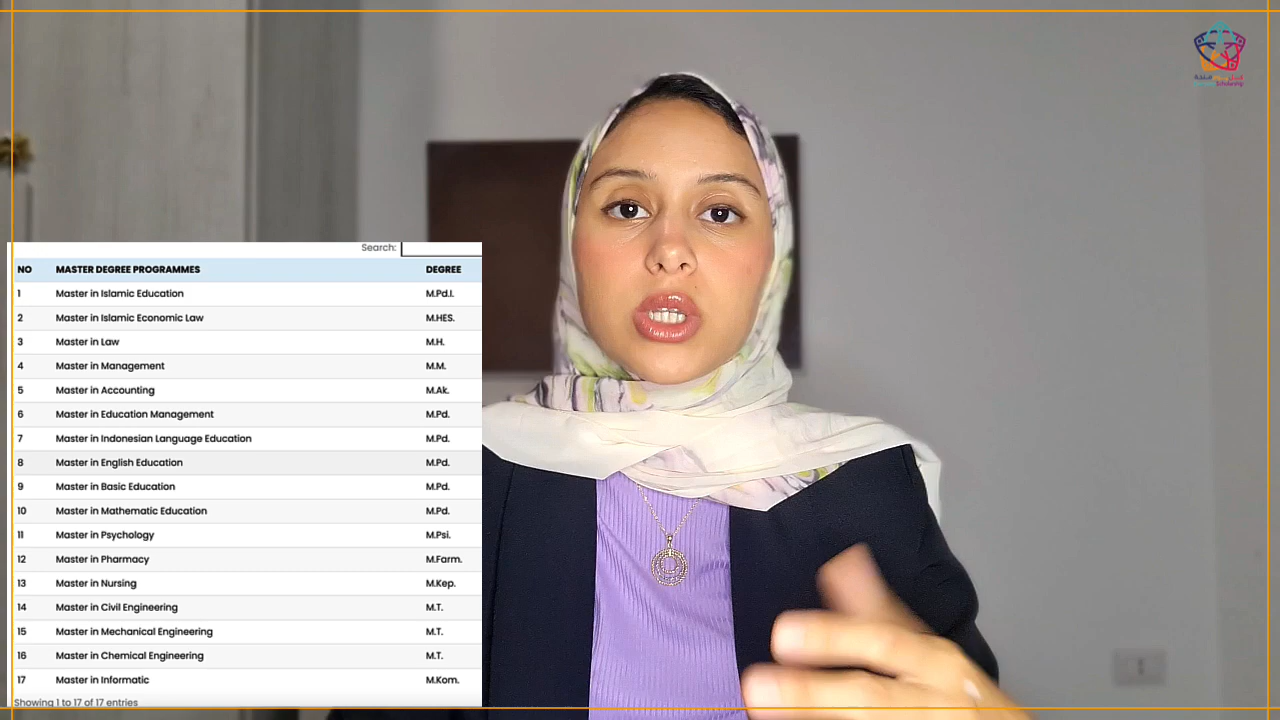 Search:
NO MASTER DEGREE PROGRAMMES DEGREE
1 Master in Islamic Education M.Pd.I.
2 Master in Islamic Economic Law M.HES.
3 Master in Law M.H.
4 Master in Management M.M.
5 Master in Accounting M.Ak.
6 Master in Education Management M.Pd.
7 Master in Indonesian Language Education M.Pd.
8 Master in English Education M.Pd.
9 Master in Basic Education M.Pd.
10 Master in Mathematic Education M.Pd.
11 Master in Psychology M.Psi.
12 Master in Pharmacy M.Farm.
13 Master in Nursing M.Kep.
14 Master in Civil Engineering M.T.
15 Master in Mechanical Engineering M.T.
16 Master in Chemical Engineering M.T.
17 Master in Informatic M.Kom.
Showing 1 to 17 of 17 entries